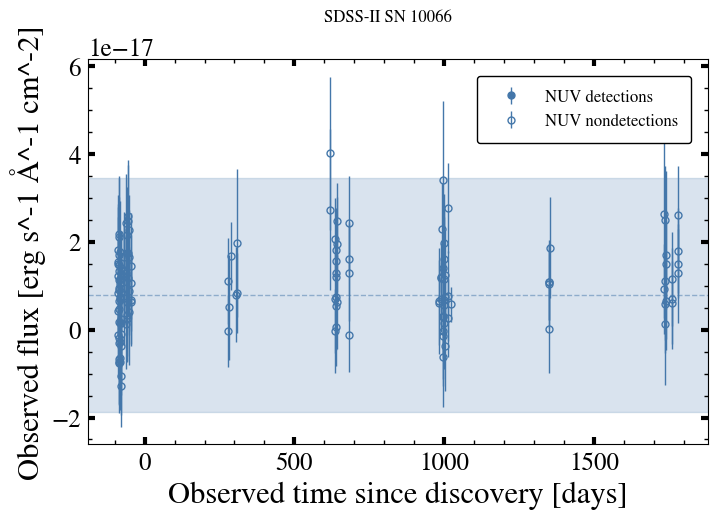 SDSS-II SN 10066
1e−17
Observed flux [erg s^-1 Å^-1 cm^-2]
6
4
2
0
−2
NUV detections
NUV nondetections
0 500 1000 1500
Observed time since discovery [days]